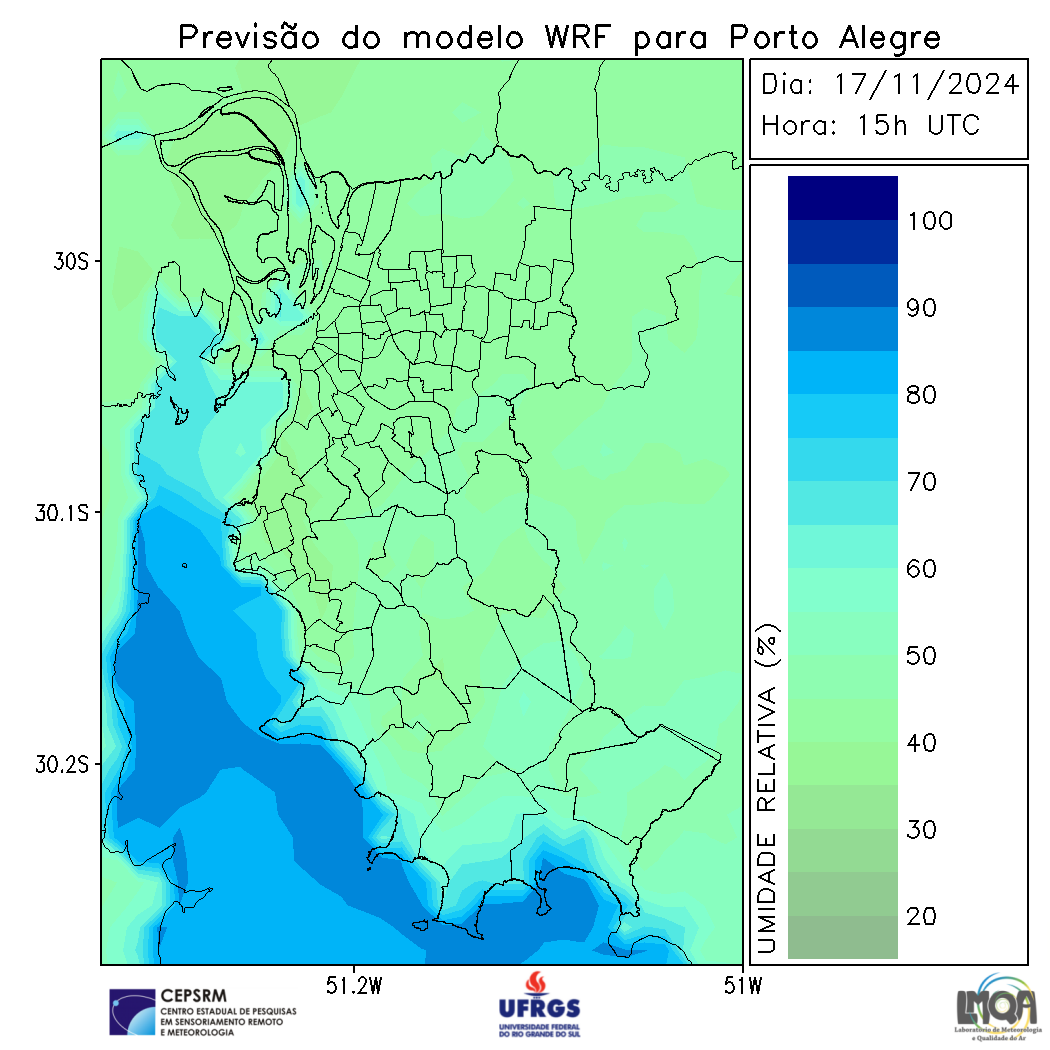 Previsão do modelo WRF para Porto Alegre
Dia: 17/11/2024
Hora: 15h UTC
30S
30.1S
30.2S
51.2W
51W
UMIDADE RELATIVA (%)
100
90
80
70
60
50
40
30
20
CEPSRM
CENTRO ESTADUAL DE PESQUISAS
EM SENSORIAMENTO REMOTO
E METEOROLOGIA
UFRGS
UNIVERSIDADE FEDERAL
DO RIO GRANDE DO SUL
LMQA
Laboratório de Meteorologia
e Qualidade do Ar